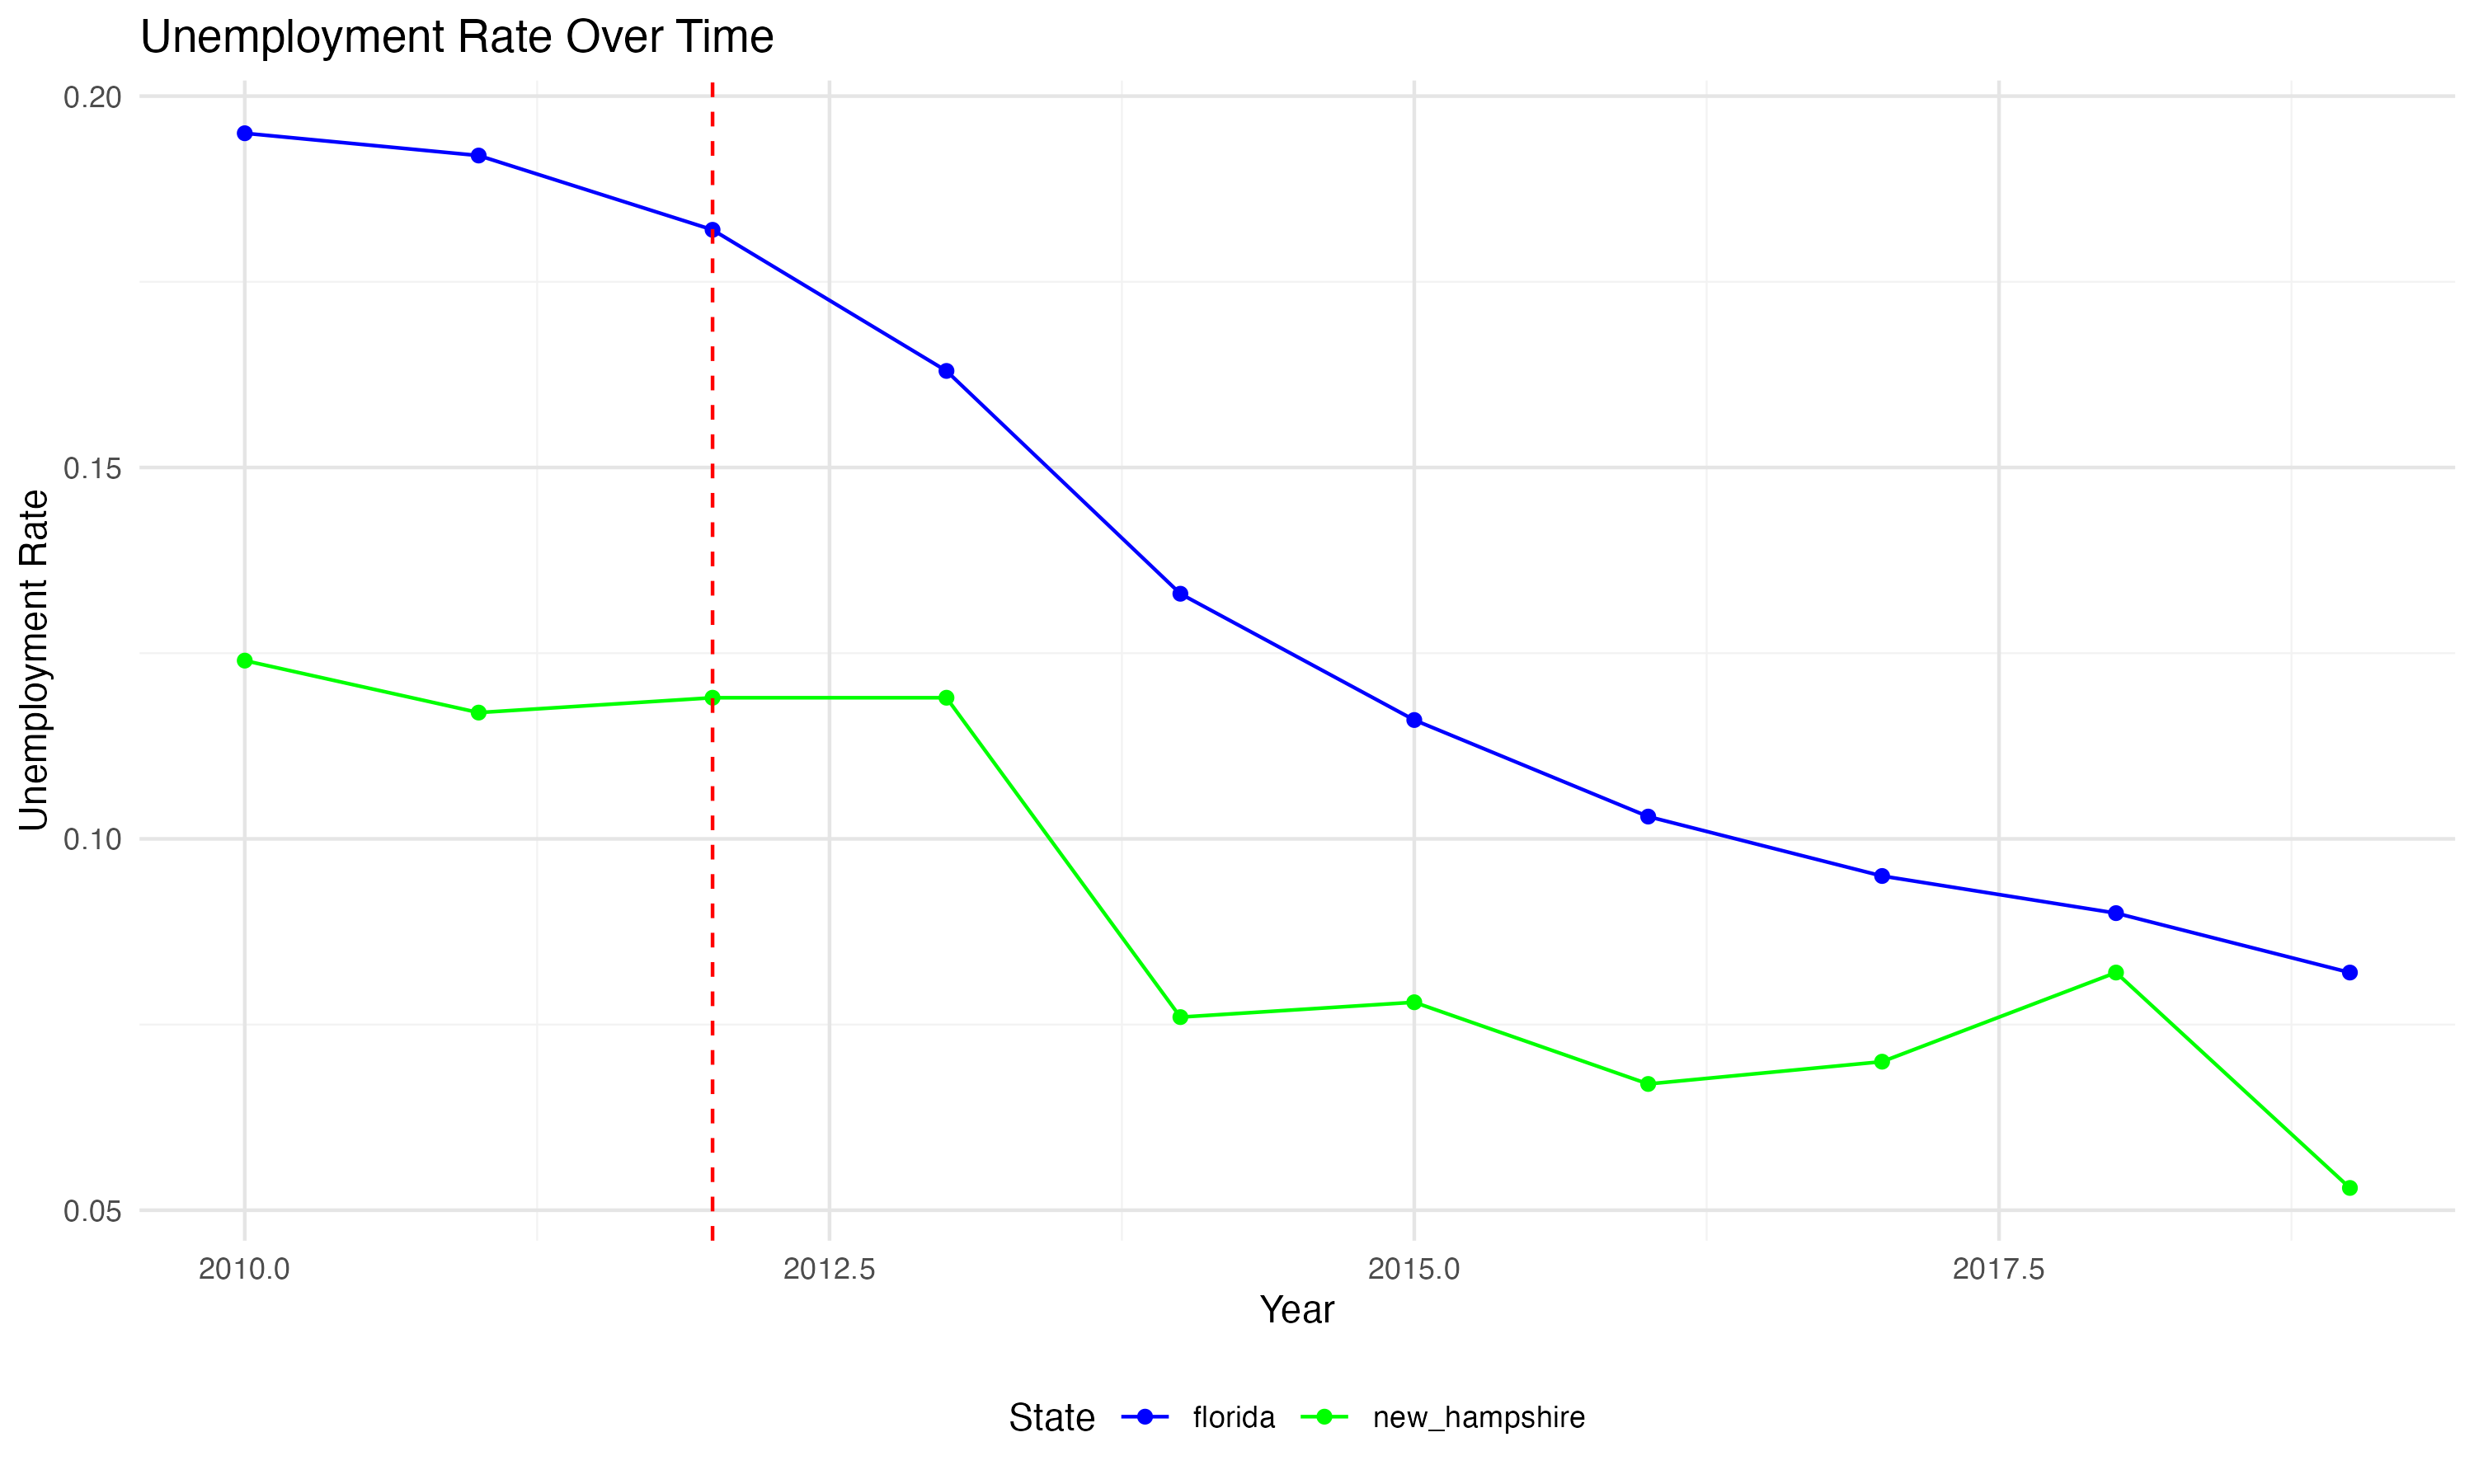 Unemployment Rate Over Time
Unemployment Rate
0.20
0.15
0.10
0.05
2010.0 2012.5 2015.0 2017.5
Year
State florida new_hampshire